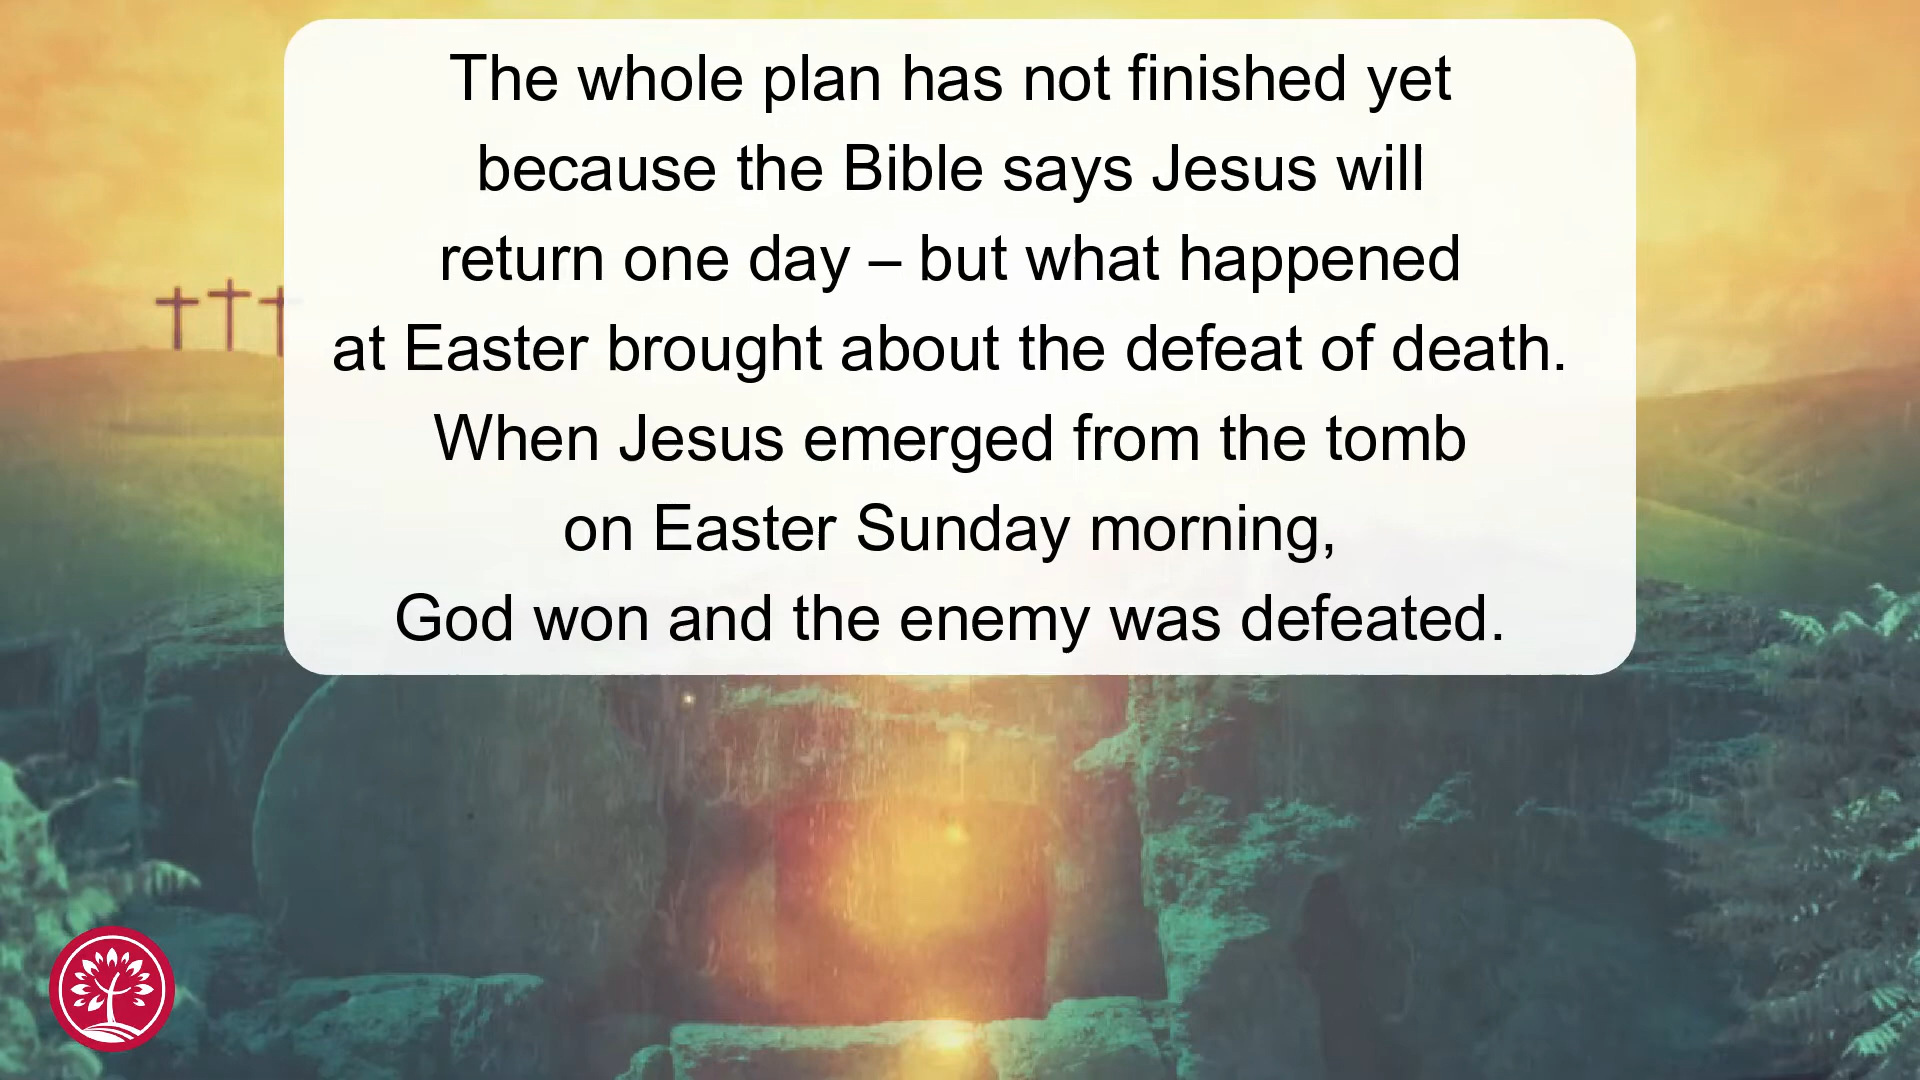 The whole plan has not finished yet
because the Bible says Jesus will
return one day – but what happened
at Easter brought about the defeat of death.
When Jesus emerged from the tomb
on Easter Sunday morning,
God won and the enemy was defeated.